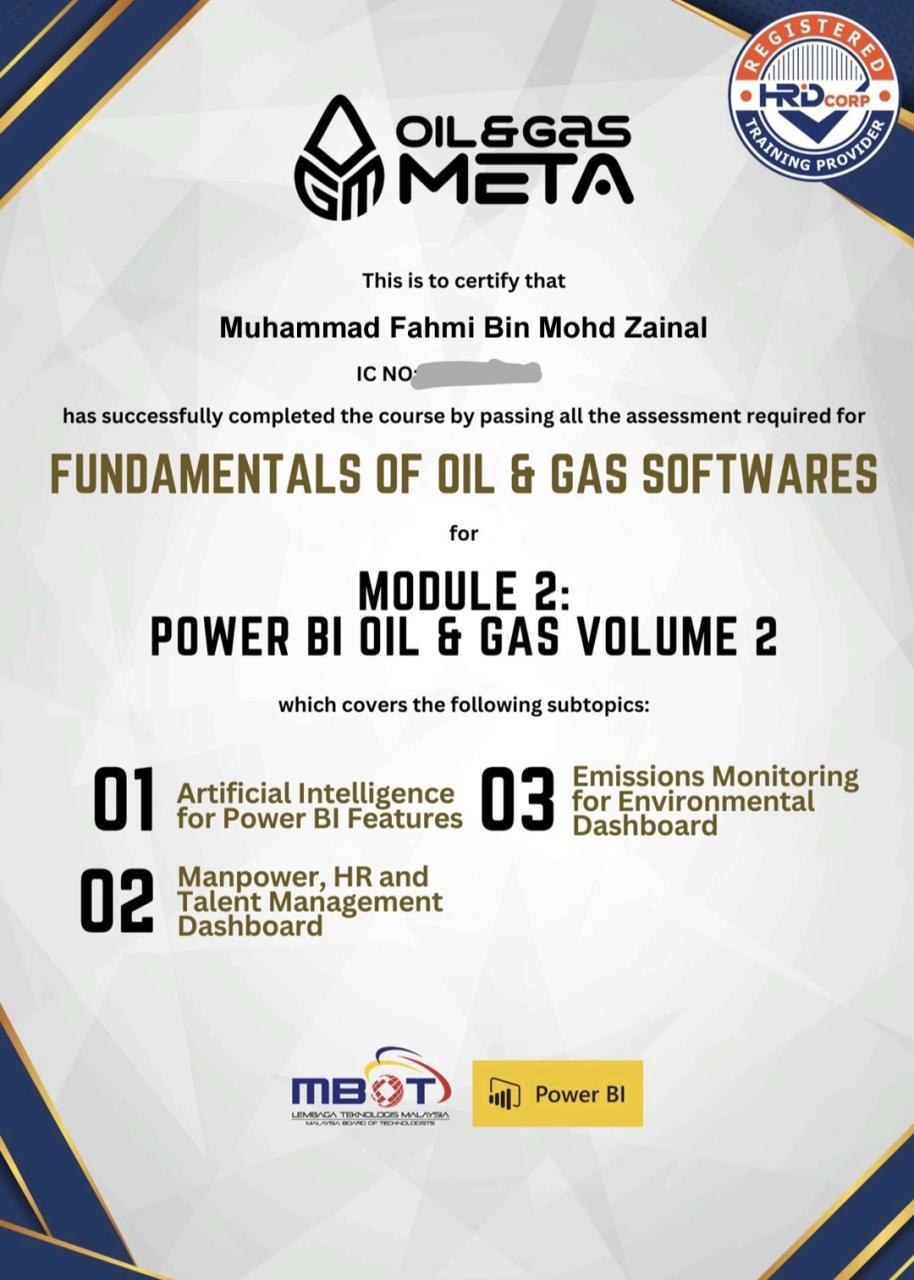 REGISTERED
HRD CORP
TRAINING PROVIDER
OIL&GAS
META
GM
This is to certify that
Muhammad Fahmi Bin Mohd Zainal
IC NO:
has successfully completed the course by passing all the assessment required for
FUNDAMENTALS OF OIL & GAS SOFTWARES
for
MODULE 2:
POWER BI OIL & GAS VOLUME 2
which covers the following subtopics:
01
Artificial Intelligence
for Power BI Features
02
Manpower, HR and
Talent Management
Dashboard
03
Emissions Monitoring
for Environmental
Dashboard
MBOT
LEMBAGA TEKNOLOGIS MALAYSIA
MALAYSIA BOARD OF TECHNOLOGISTS
Power BI